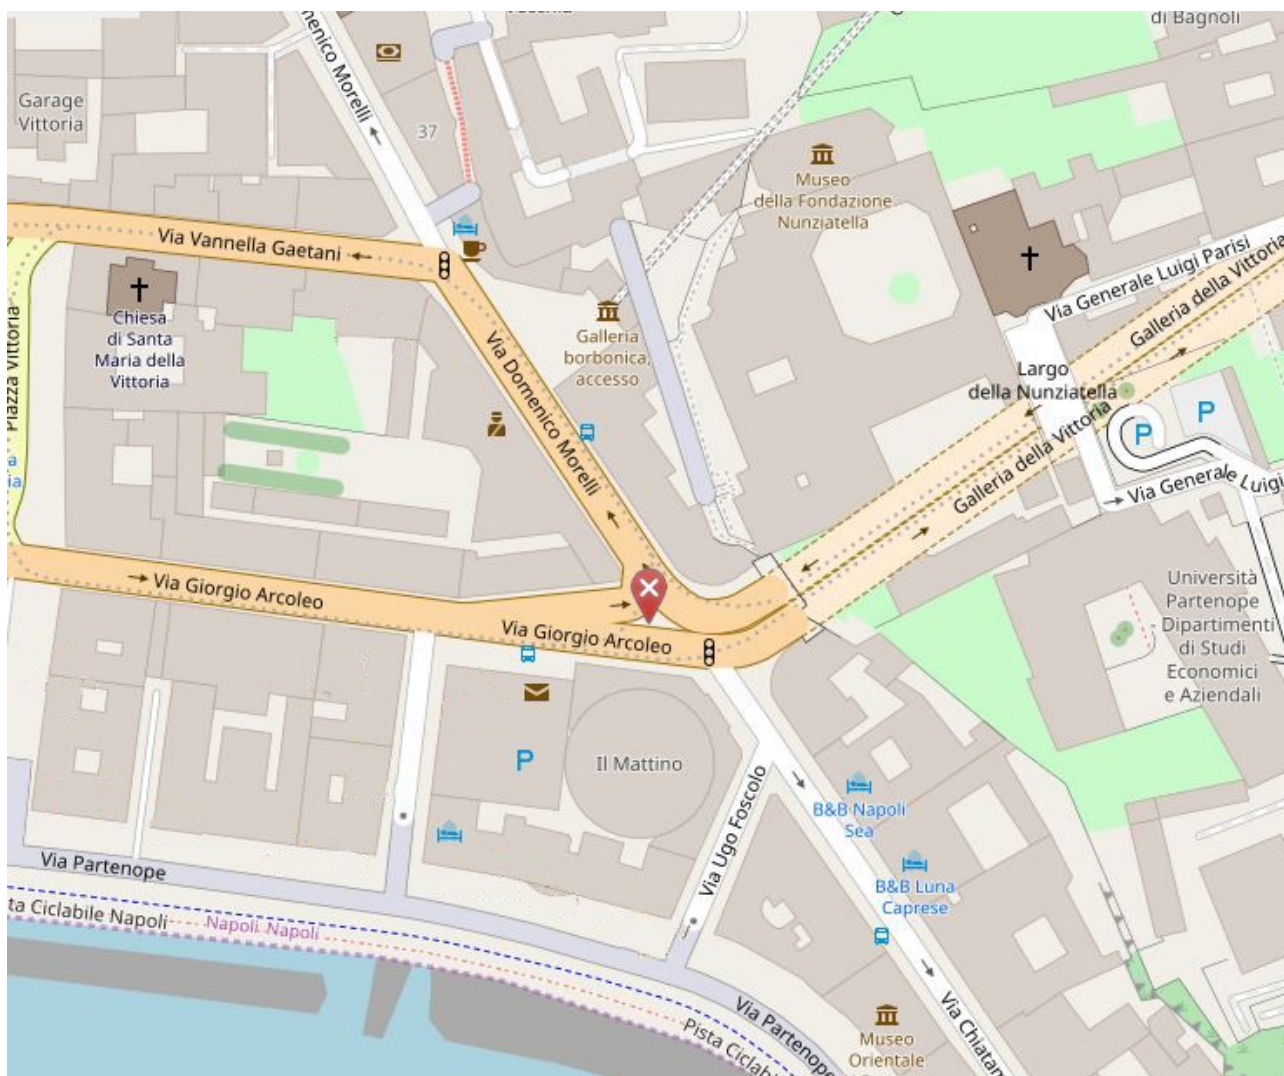 di Bagnoli
Garage
Vittoria
Domenico Morelli
37
Museo
della Fondazione
Nunziatella
Via Vannella Gaetani
Via Generale Luigi Parisi
Galleria della Vittoria
Chiesa
di Santa
Maria della
Vittoria
Piazza Vittoria
Galleria
borbonica,
accesso
Via Domenico Morelli
Largo
della Nunziatella
P
P
Galleria della Vittoria
Via Generale Luigi
Via Giorgio Arcoleo
Via Giorgio Arcoleo
Università
Partenope
Dipartimenti
di Studi
Economici
e Aziendali
P
Il Mattino
Via Ugo Foscolo
B&B Napoli
Sea
B&B Luna
Caprese
Via Partenope
ta Ciclabile Napoli
Napoli Napoli
Via Chiatam
Via Partenope
Pista Ciclab
Museo
Orientale